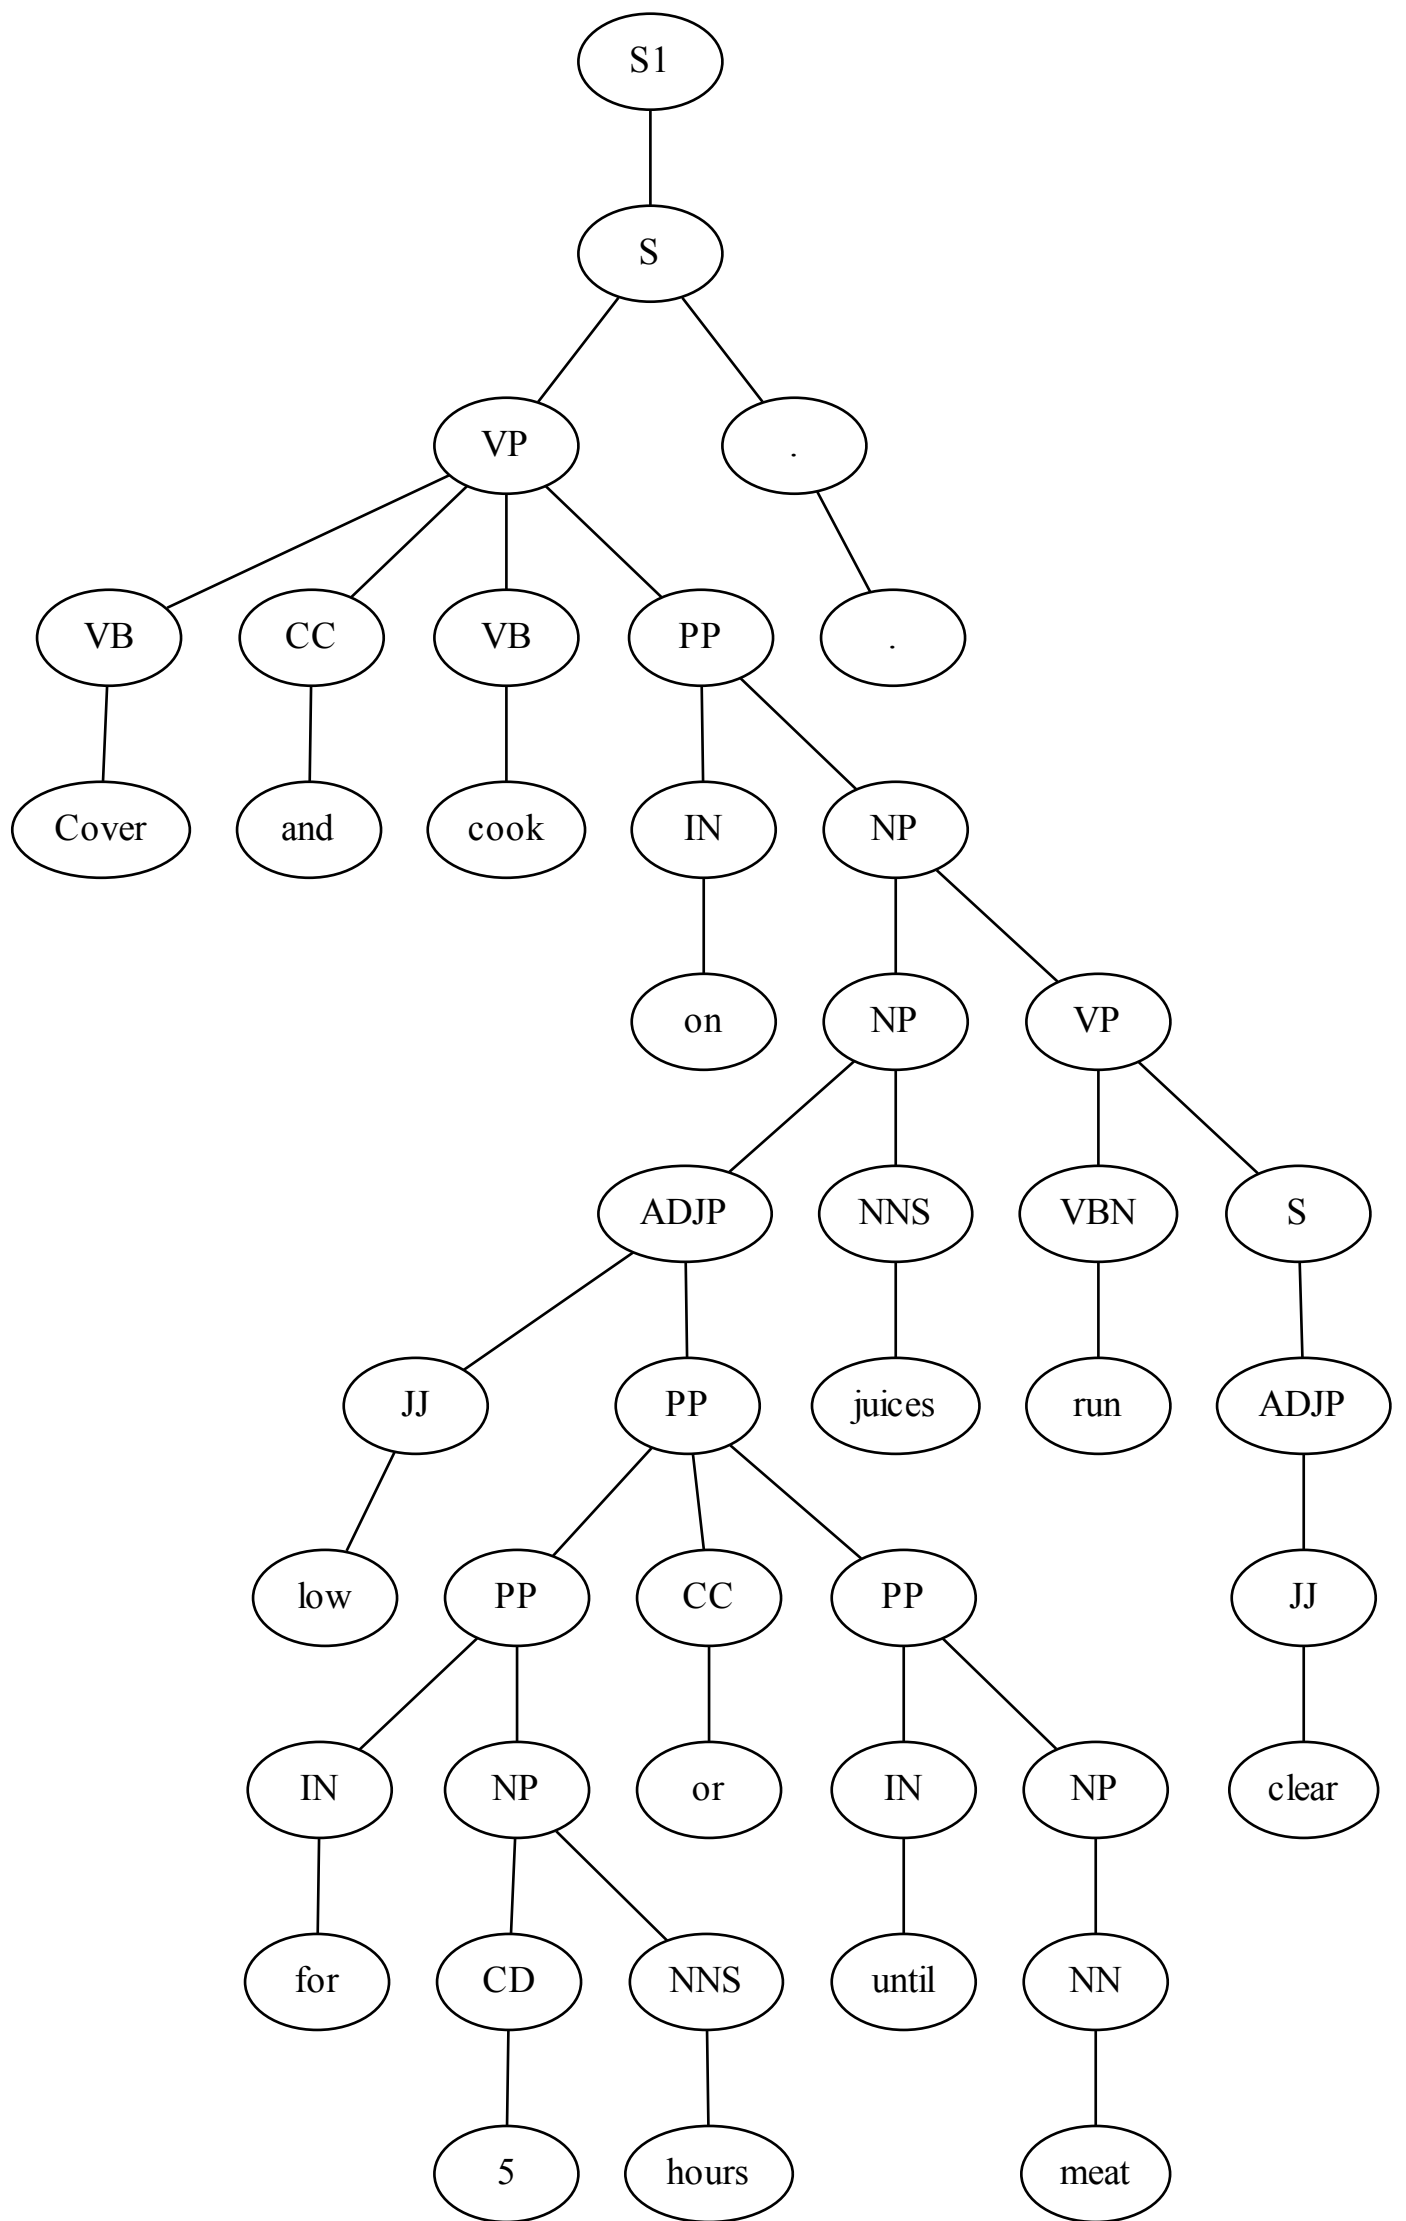 S1
S
VP .
VB CC VB PP .
Cover and cook IN NP
on NP VP
ADJP NNS VBN S
JJ PP juices run ADJP
low PP CC PP JJ
IN NP or IN NP clear
for CD NNS until NN
5 hours meat